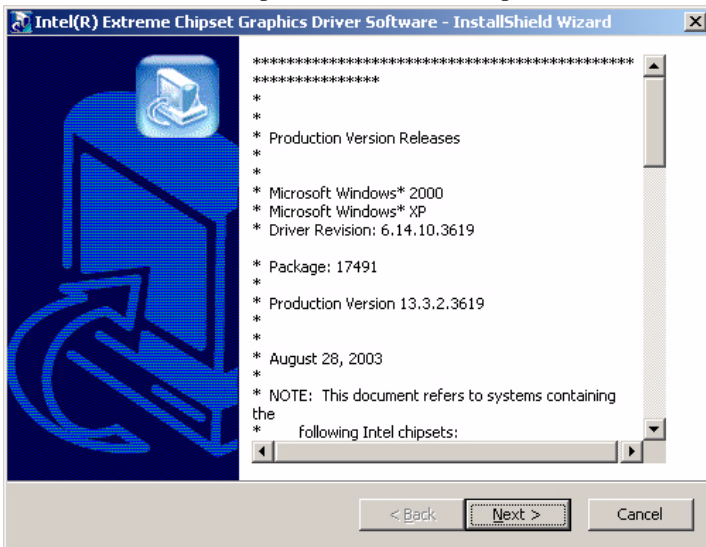 Intel(R) Extreme Chipset Graphics Driver Software - InstallShield Wizard
*********************************************
***************
*
*
* Production Version Releases
*
*
* Microsoft Windows* 2000
* Microsoft Windows* XP
* Driver Revision: 6.14.10.3619
* Package: 17491
*
* Production Version 13.3.2.3619
*
*
* August 28, 2003
*
* NOTE: This document refers to systems containing
the
* following Intel chipsets:
< Back
Next >
Cancel